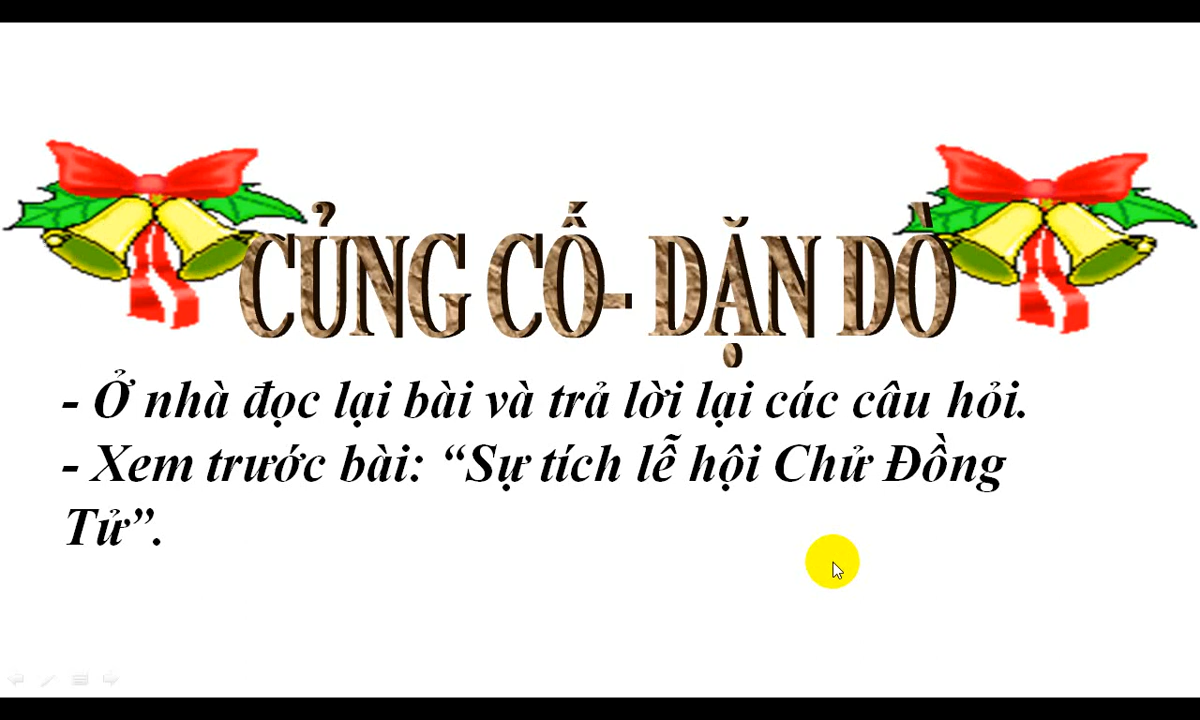 CỦNG CỐ- DẶN DÒ
- Ở nhà đọc lại bài và trả lời lại các câu hỏi.
- Xem trước bài: “Sự tích lễ hội Chử Đồng
Tử”.